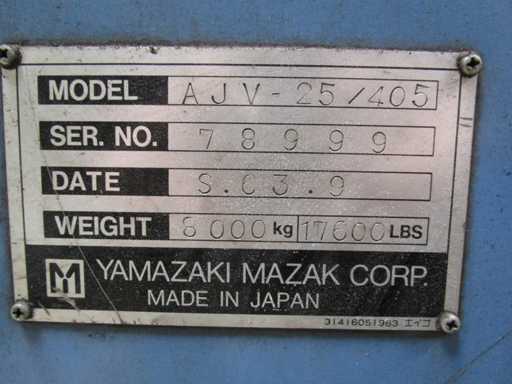 MODEL AJV-25/405
SER. NO. 78999
DATE S.63.9
WEIGHT 8000 kg 17600 LBS
M YAMAZAKI MAZAK CORP.
MADE IN JAPAN
31416051963 エイコ